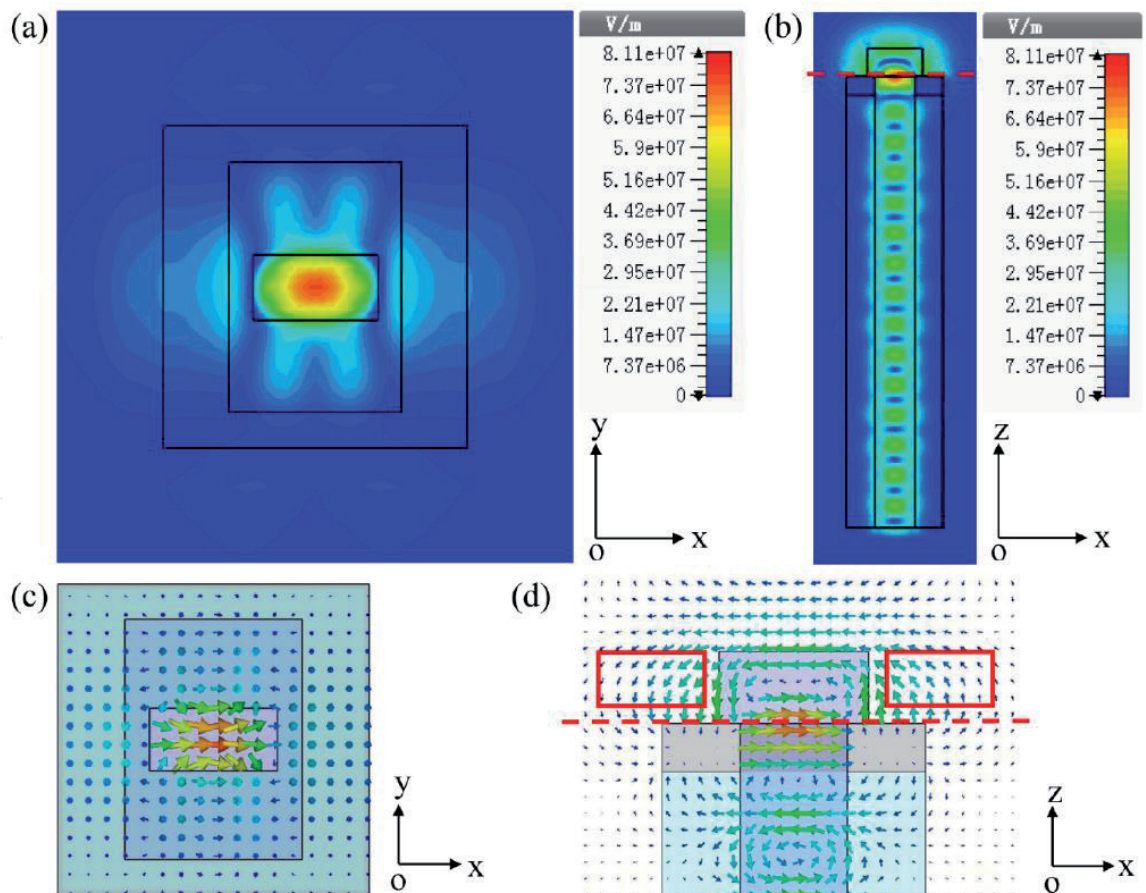 (a)
V/m
8.11e+07
7.37e+07
6.64e+07
5.9e+07
5.16e+07
4.42e+07
3.69e+07
2.95e+07
2.21e+07
1.47e+07
7.37e+06
0
y
o
x
(b)
V/m
8.11e+07
7.37e+07
6.64e+07
5.9e+07
5.16e+07
4.42e+07
3.69e+07
2.95e+07
2.21e+07
1.47e+07
7.37e+06
0
z
o
x
(c)
y
o
x
(d)
z
o
x